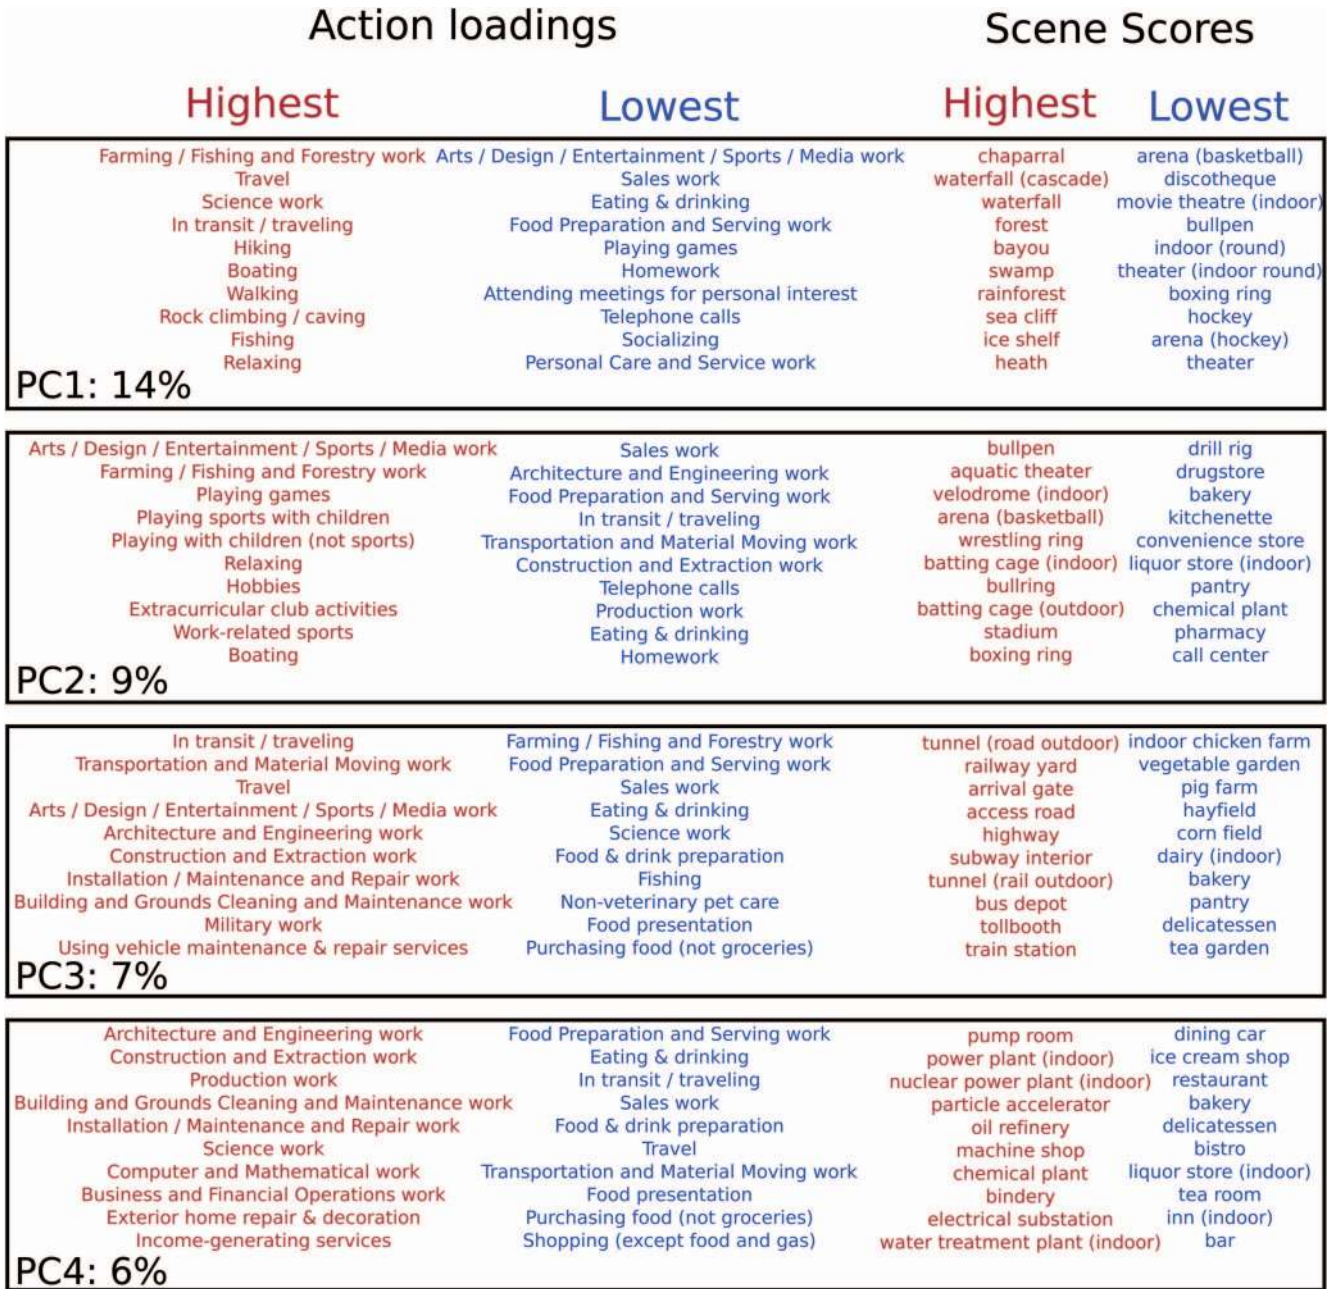 Action loadings Scene Scores
Highest Lowest Highest Lowest
Farming / Fishing and Forestry work Arts / Design / Entertainment / Sports / Media work chaparral arena (basketball)
Travel Sales work waterfall (cascade) discotheque
Science work Eating & drinking waterfall movie theatre (indoor)
In transit / traveling Food Preparation and Serving work forest bullpen
Hiking Playing games bayou indoor (round)
Boating Homework swamp theater (indoor round)
Walking Attending meetings for personal interest rainforest boxing ring
Rock climbing / caving Telephone calls sea cliff hockey
Fishing Socializing ice shelf arena (hockey)
Relaxing Personal Care and Service work heath theater
PC1: 14%
Arts / Design / Entertainment / Sports / Media work Sales work bullpen drill rig
Farming / Fishing and Forestry work Architecture and Engineering work aquatic theater drugstore
Playing games Food Preparation and Serving work velodrome (indoor) bakery
Playing sports with children In transit / traveling arena (basketball) kitchenette
Playing with children (not sports) Transportation and Material Moving work wrestling ring convenience store
Relaxing Construction and Extraction work batting cage (indoor) liquor store (indoor)
Hobbies Telephone calls bullring pantry
Extracurricular club activities Production work batting cage (outdoor) chemical plant
Work-related sports Eating & drinking stadium pharmacy
Boating Homework boxing ring call center
PC2: 9%
In transit / traveling Farming / Fishing and Forestry work tunnel (road outdoor) indoor chicken farm
Transportation and Material Moving work Food Preparation and Serving work railway yard vegetable garden
Travel Sales work arrival gate pig farm
Arts / Design / Entertainment / Sports / Media work Eating & drinking access road hayfield
Architecture and Engineering work Science work highway corn field
Construction and Extraction work Food & drink preparation subway interior dairy (indoor)
Installation / Maintenance and Repair work Fishing tunnel (rail outdoor) bakery
Building and Grounds Cleaning and Maintenance work Non-veterinary pet care bus depot pantry
Military work Food presentation tollbooth delicatessen
Using vehicle maintenance & repair services Purchasing food (not groceries) train station tea garden
PC3: 7%
Architecture and Engineering work Food Preparation and Serving work pump room dining car
Construction and Extraction work Eating & drinking power plant (indoor) ice cream shop
Production work In transit / traveling nuclear power plant (indoor) restaurant
Building and Grounds Cleaning and Maintenance work Sales work particle accelerator bakery
Installation / Maintenance and Repair work Food & drink preparation oil refinery delicatessen
Science work Travel machine shop bistro
Computer and Mathematical work Transportation and Material Moving work chemical plant liquor store (indoor)
Business and Financial Operations work Food presentation bindery tea room
Exterior home repair & decoration Purchasing food (not groceries) electrical substation inn (indoor)
Income-generating services Shopping (except food and gas) water treatment plant (indoor) bar
PC4: 6%